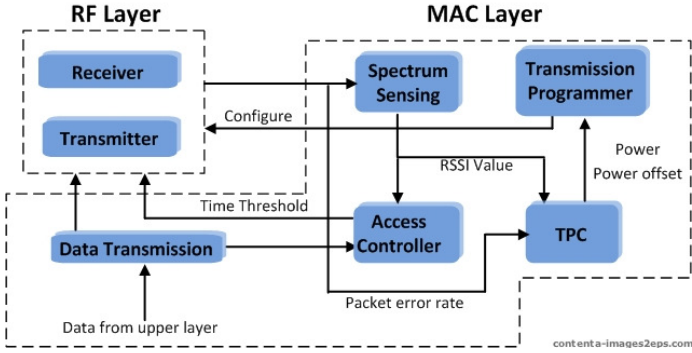 RF Layer
MAC Layer
Receiver
Spectrum
Sensing
Transmission
Programmer
Configure
Transmitter
RSSI Value
Power
Power offset
Time Threshold
Access
Controller
TPC
Data Transmission
Packet error rate
Data from upper layer
contenta-images2eps.com